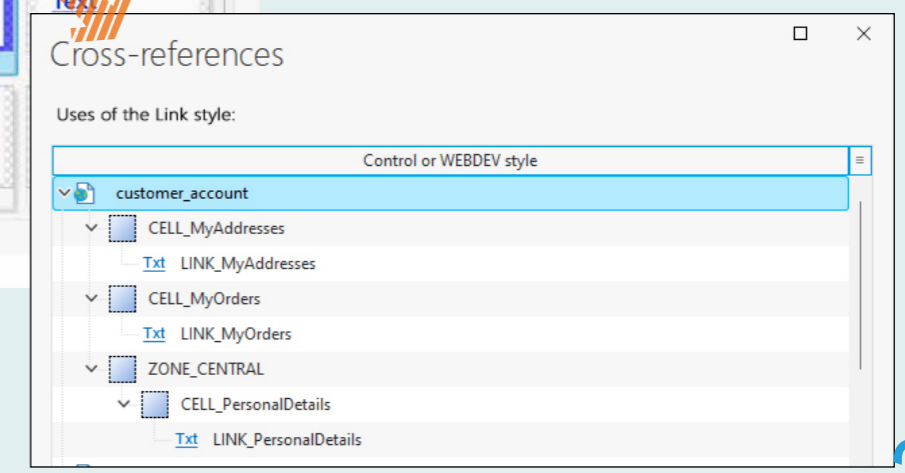 Text
Cross-references
Uses of the Link style:
Control or WEBDEV style
customer_account
CELL_MyAddresses
Txt LINK_MyAddresses
CELL_MyOrders
Txt LINK_MyOrders
ZONE_CENTRAL
CELL_PersonalDetails
Txt LINK_PersonalDetails